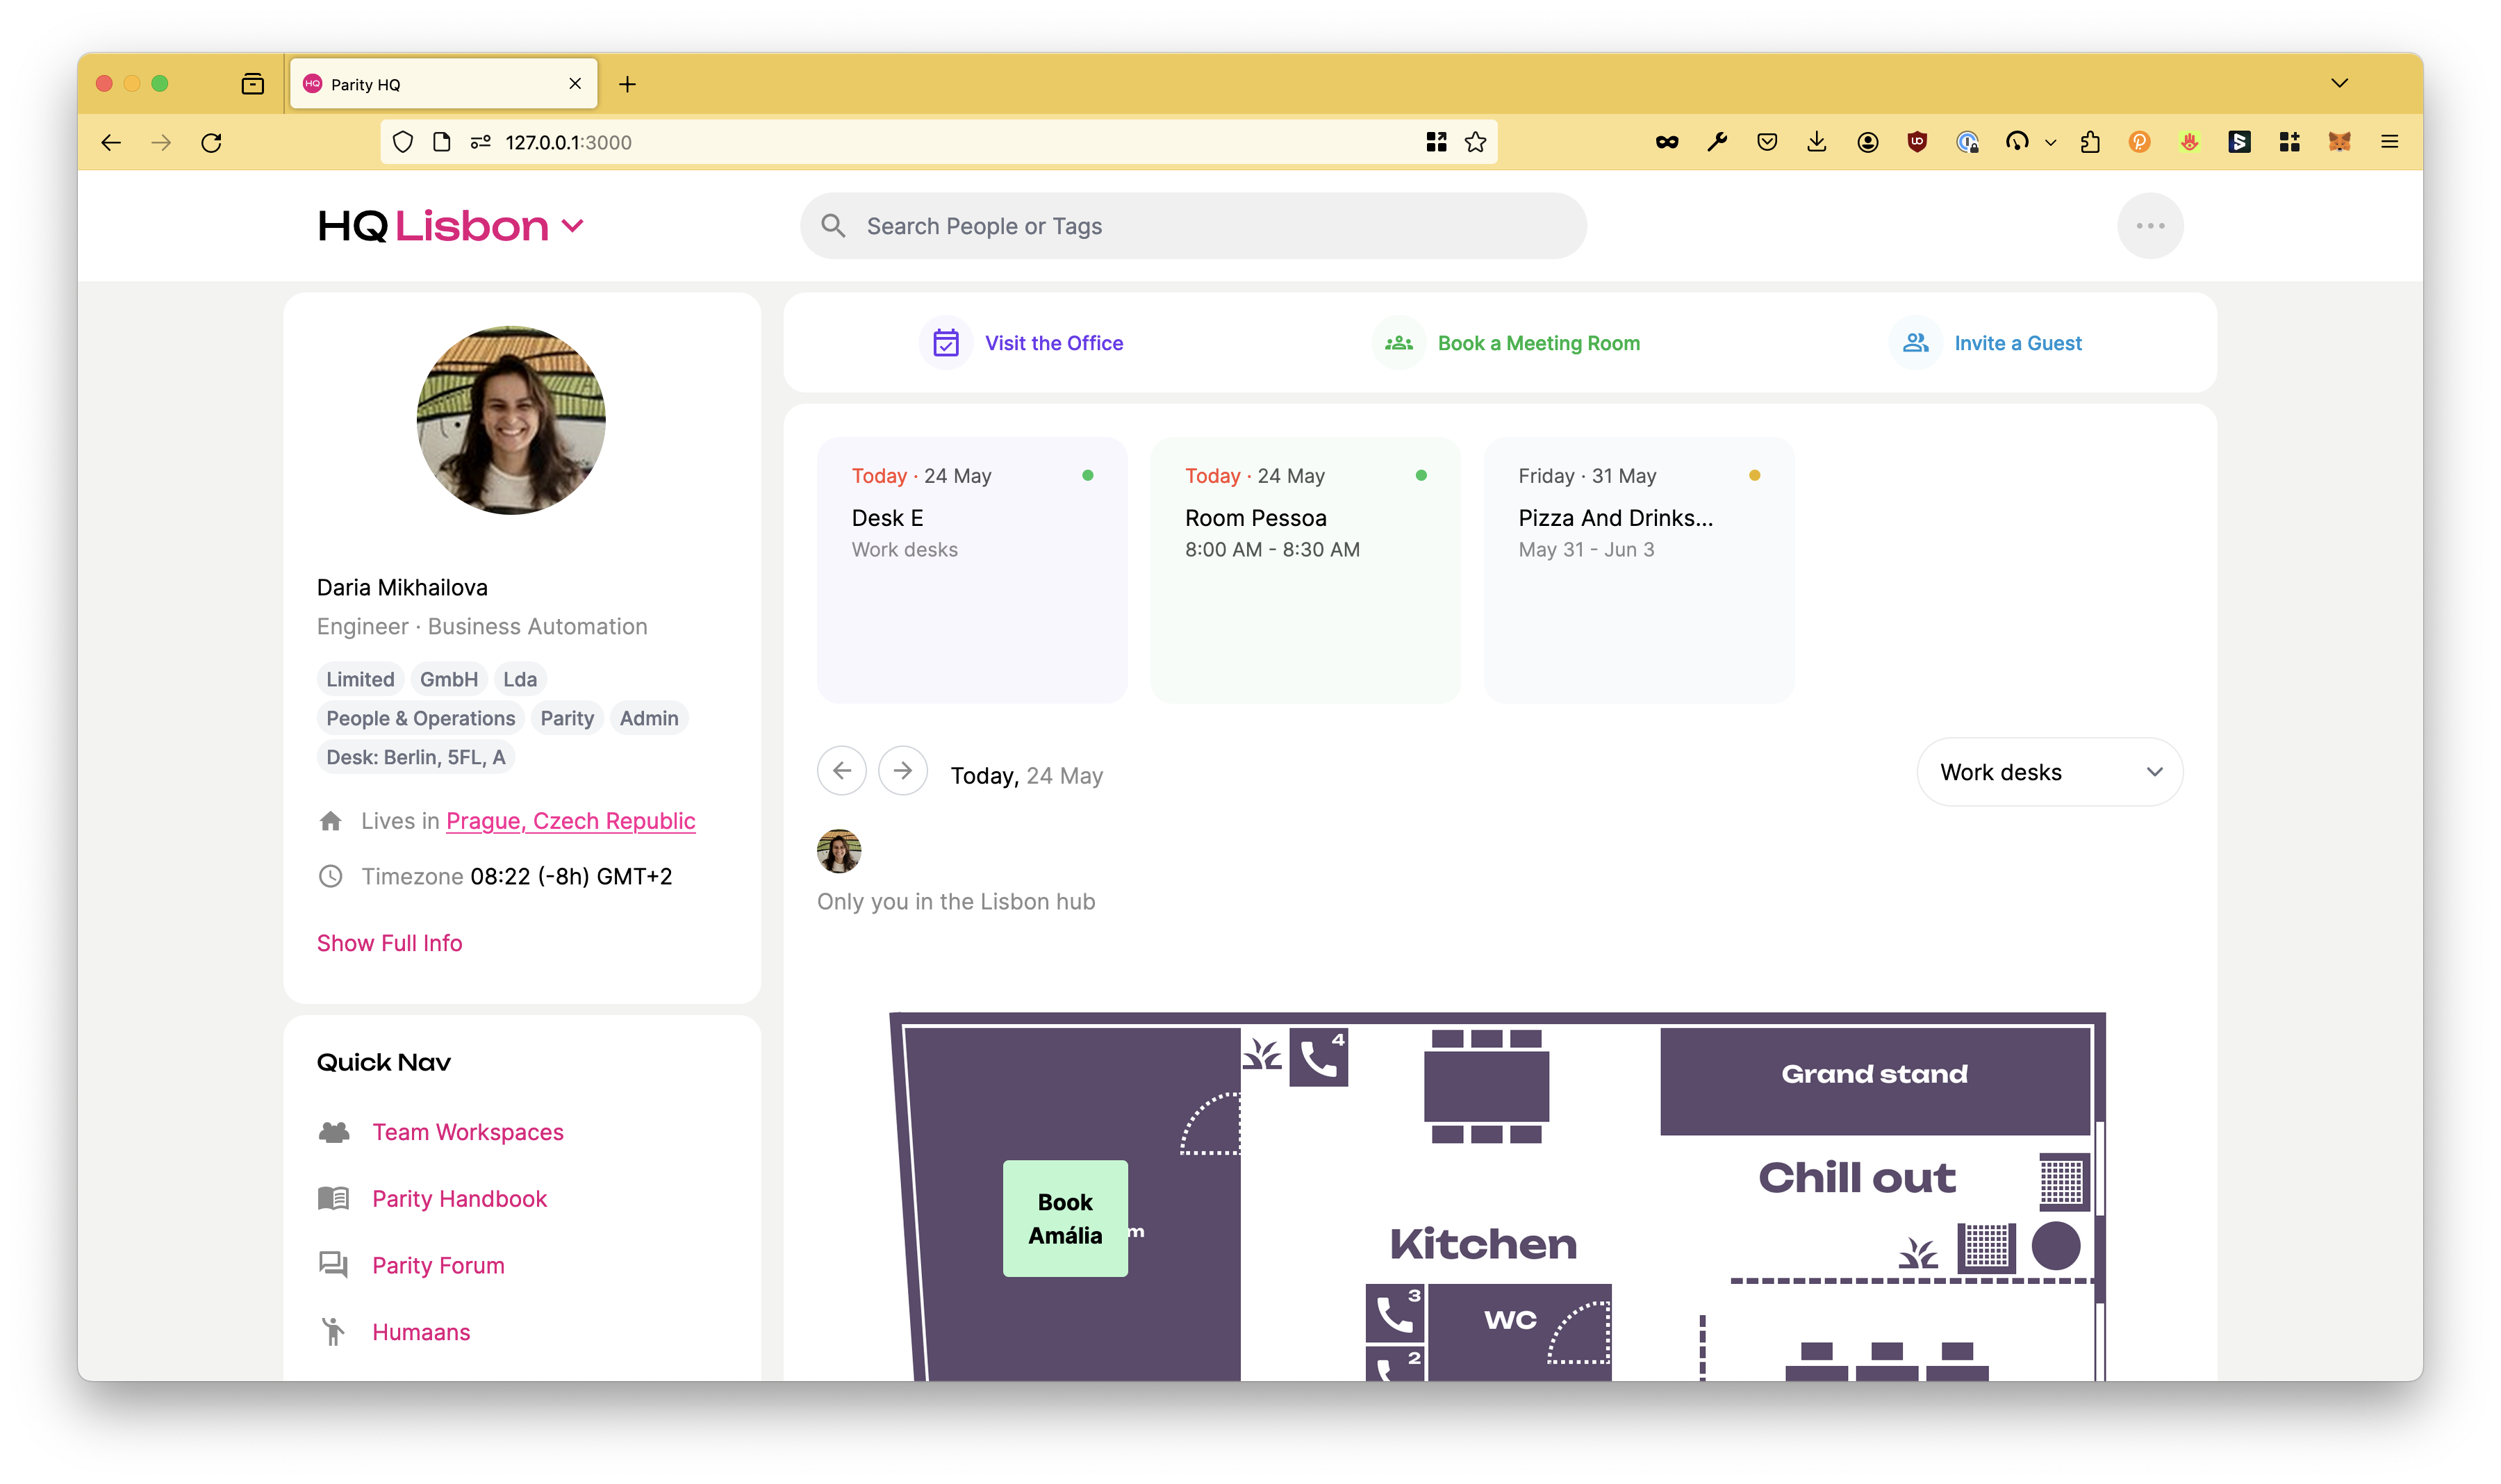 HQ Parity HQ
127.0.0.1:3000
HQ Lisbon
Search People or Tags
Daria Mikhailova
Engineer · Business Automation
Limited GmbH Lda
People & Operations Parity Admin
Desk: Berlin, 5FL, A
Lives in Prague, Czech Republic
Timezone 08:22 (-8h) GMT+2
Show Full Info
Quick Nav
Team Workspaces
Parity Handbook
Parity Forum
Humaans
Visit the Office
Book a Meeting Room
Invite a Guest
Today · 24 May
Desk E
Work desks
Today · 24 May
Room Pessoa
8:00 AM - 8:30 AM
Friday · 31 May
Pizza And Drinks...
May 31 - Jun 3
Today, 24 May
Work desks
Only you in the Lisbon hub
4
Grand stand
Chill out
Book
Amália
m
Kitchen
3
WC
2